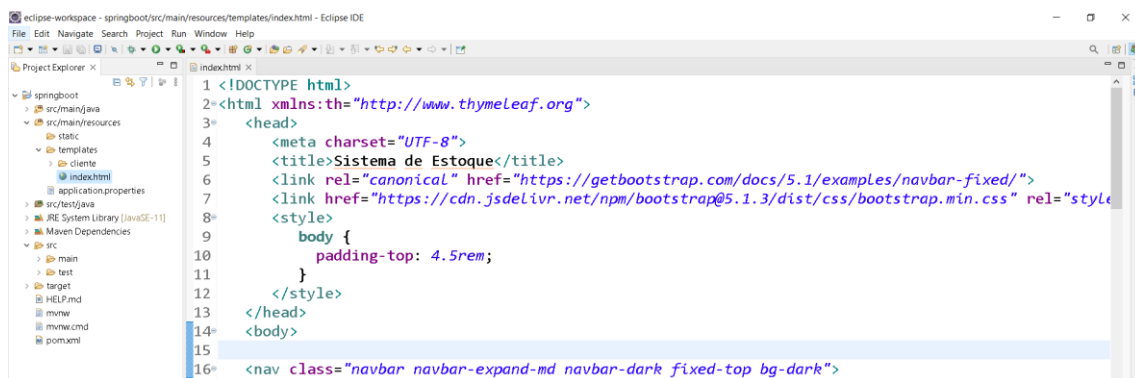 eclipse-workspace - springboot/src/main/resources/templates/index.html - Eclipse IDE
File Edit Navigate Search Project Run Window Help
Project Explorer
index.html
springboot
src/main/java
src/main/resources
static
templates
cliente
index.html
application.properties
src/test/java
JRE System Library [JavaSE-11]
Maven Dependencies
src
main
test
target
HELP.md
mvnw
mvnw.cmd
pom.xml
1 <!DOCTYPE html>
2 <html xmlns:th="http://www.thymeleaf.org">
3 <head>
4 <meta charset="UTF-8">
5 <title>Sistema de Estoque</title>
6 <link rel="canonical" href="https://getbootstrap.com/docs/5.1/examples/navbar-fixed/">
7 <link href="https://cdn.jsdelivr.net/npm/bootstrap@5.1.3/dist/css/bootstrap.min.css" rel="style
8 <style>
9 body {
10 padding-top: 4.5rem;
11 }
12 </style>
13 </head>
14 <body>
15
16 <nav class="navbar navbar-expand-md navbar-dark fixed-top bg-dark">